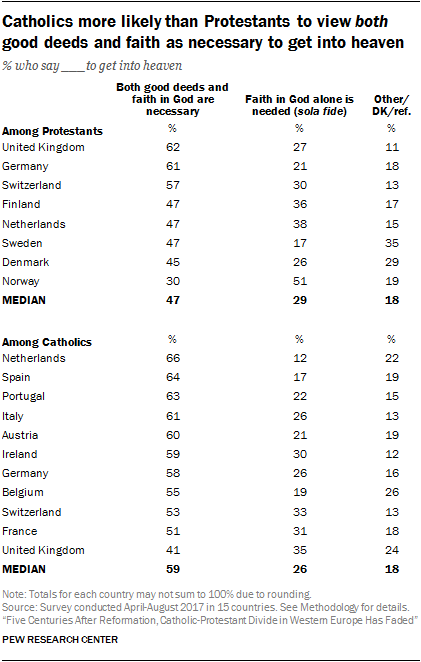 Catholics more likely than Protestants to view both
good deeds and faith as necessary to get into heaven
% who say ____to get into heaven
Both good deeds and faith in God are necessary Faith in God alone is needed (sola fide) Other/ DK/ref.
Among Protestants % % %
United Kingdom 62 27 11
Germany 61 21 18
Switzerland 57 30 13
Finland 47 36 17
Netherlands 47 38 15
Sweden 47 17 35
Denmark 45 26 29
Norway 30 51 19
MEDIAN 47 29 18
Among Catholics % % %
Netherlands 66 12 22
Spain 64 17 19
Portugal 63 22 15
Italy 61 26 13
Austria 60 21 19
Ireland 59 30 12
Germany 58 26 16
Belgium 55 19 26
Switzerland 53 33 13
France 51 31 18
United Kingdom 41 35 24
MEDIAN 59 26 18
Note: Totals for each country may not sum to 100% due to rounding.
Source: Survey conducted April-August 2017 in 15 countries. See Methodology for details.
“Five Centuries After Reformation, Catholic-Protestant Divide in Western Europe Has Faded”
PEW RESEARCH CENTER